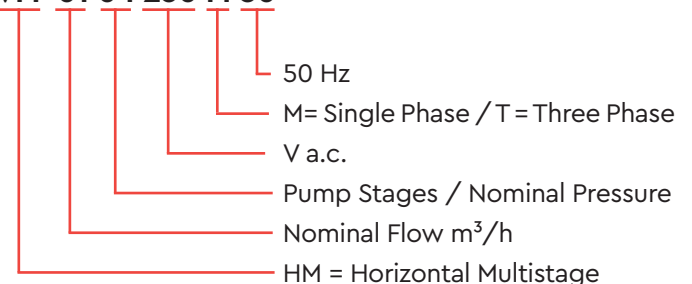 50 Hz
M= Single Phase / T = Three Phase
V a.c.
Pump Stages / Nominal Pressure
Nominal Flow m³/h
HM = Horizontal Multistage